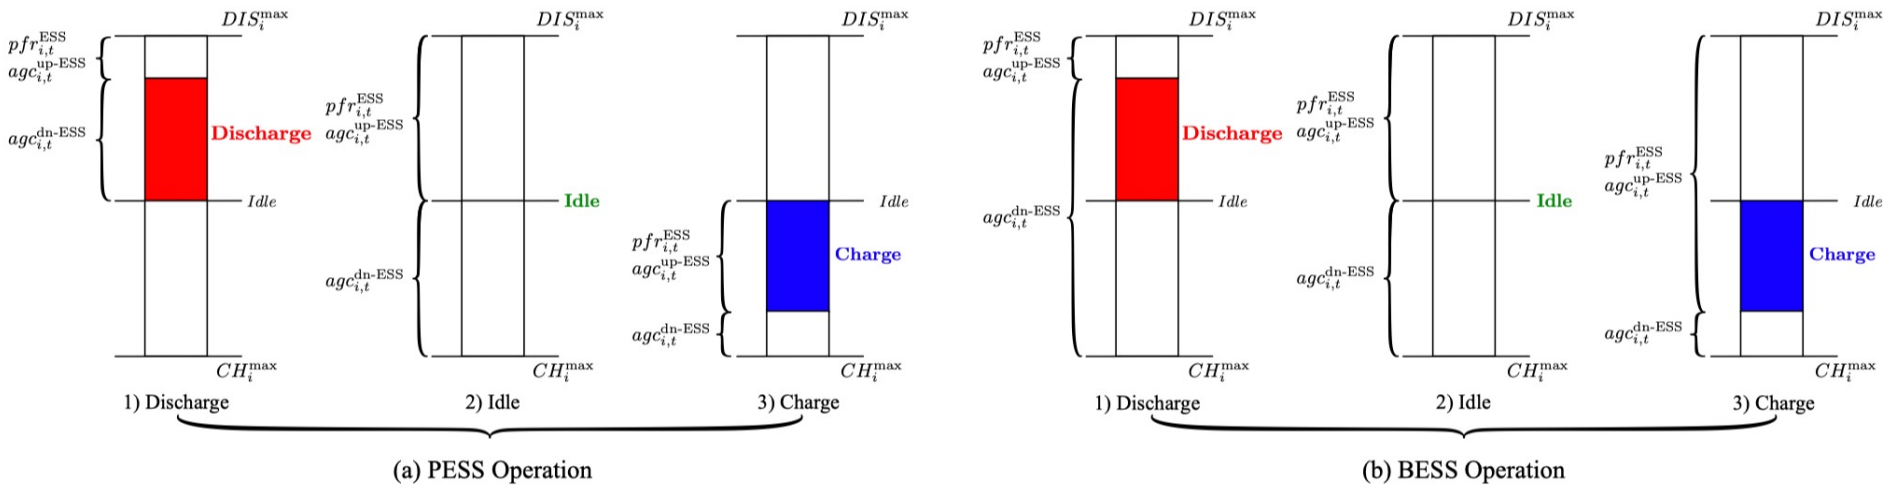 DIS_i^max
pfr_{i,t}^ESS
agc_{i,t}^up-ESS
agc_{i,t}^dn-ESS
Discharge
Idle
CH_i^max
1) Discharge
DIS_i^max
pfr_{i,t}^ESS
agc_{i,t}^up-ESS
Idle
agc_{i,t}^dn-ESS
CH_i^max
2) Idle
DIS_i^max
Idle
pfr_{i,t}^ESS
agc_{i,t}^up-ESS
Charge
agc_{i,t}^dn-ESS
CH_i^max
3) Charge
(a) PESS Operation
DIS_i^max
pfr_{i,t}^ESS
agc_{i,t}^up-ESS
Discharge
Idle
agc_{i,t}^dn-ESS
CH_i^max
1) Discharge
DIS_i^max
pfr_{i,t}^ESS
agc_{i,t}^up-ESS
Idle
agc_{i,t}^dn-ESS
CH_i^max
2) Idle
DIS_i^max
pfr_{i,t}^ESS
agc_{i,t}^up-ESS
Idle
Charge
agc_{i,t}^dn-ESS
CH_i^max
3) Charge
(b) BESS Operation